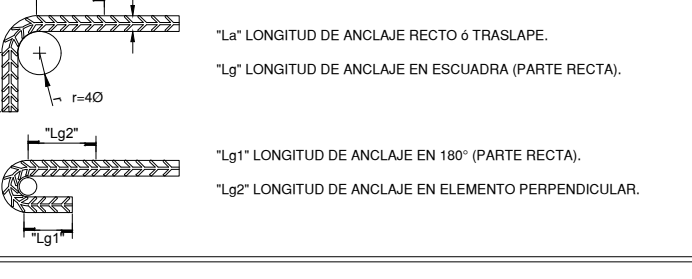 "La" LONGITUD DE ANCLAJE RECTO ó TRASLAPE.
"Lg" LONGITUD DE ANCLAJE EN ESCUADRA (PARTE RECTA).
r=4Ø
"Lg2"
"Lg1" LONGITUD DE ANCLAJE EN 180° (PARTE RECTA).
"Lg2" LONGITUD DE ANCLAJE EN ELEMENTO PERPENDICULAR.
"Lg1"